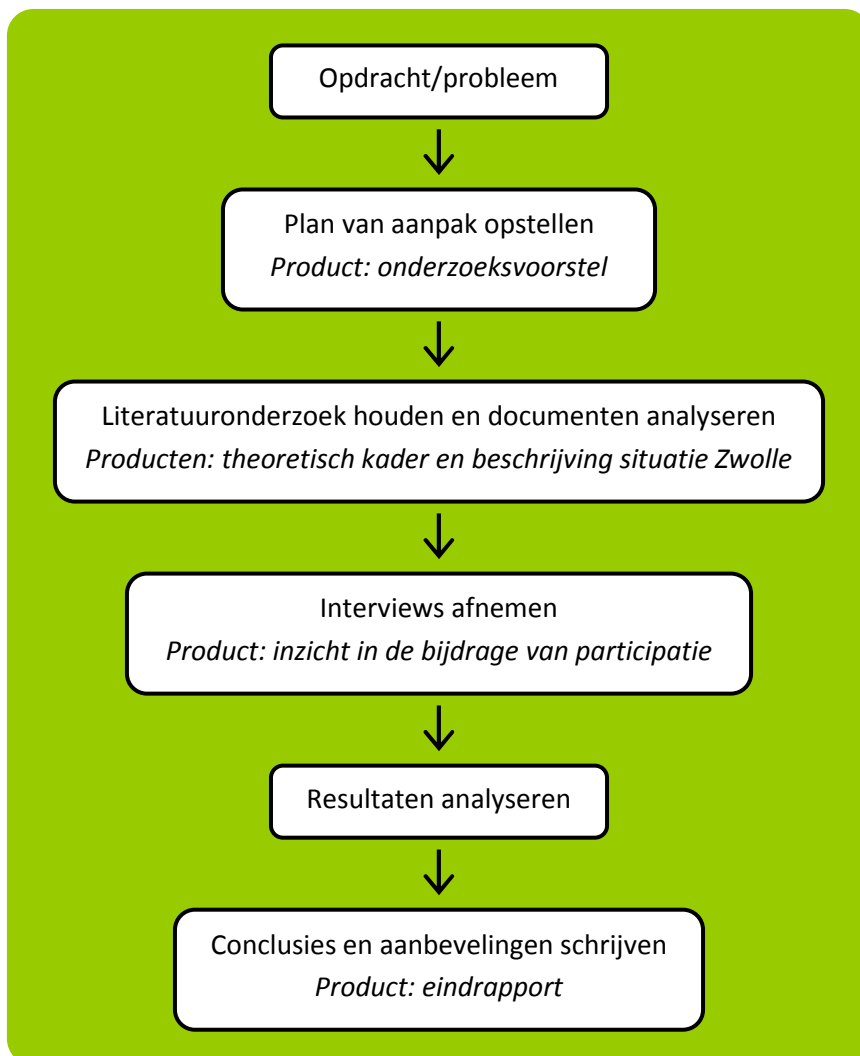 Opdracht/probleem
Plan van aanpak opstellen
Product: onderzoeksvoorstel
Literatuuronderzoek houden en documenten analyseren
Producten: theoretisch kader en beschrijving situatie Zwolle
Interviews afnemen
Product: inzicht in de bijdrage van participatie
Resultaten analyseren
Conclusies en aanbevelingen schrijven
Product: eindrapport